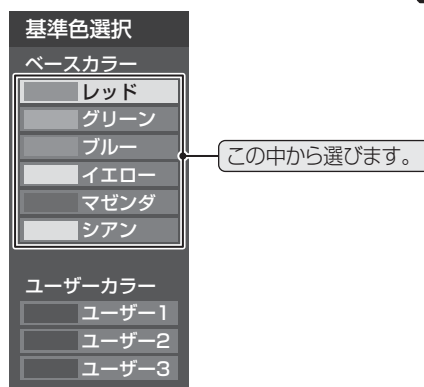 基準色選択
ベースカラー
レッド
グリーン
ブルー
イエロー
マゼンダ
シアン
この中から選びます。
ユーザーカラー
ユーザー1
ユーザー2
ユーザー3